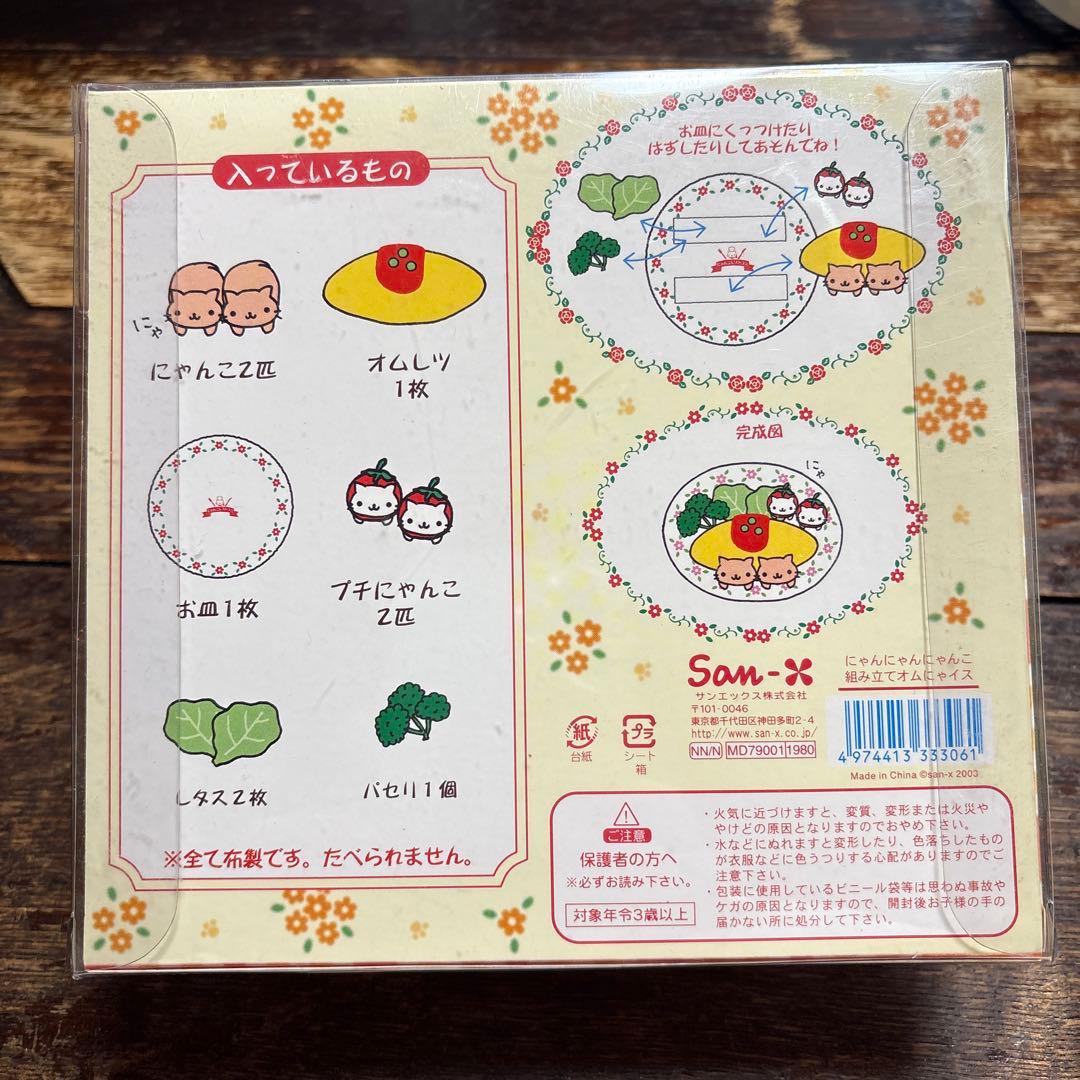 入っているもの
にゃ
にゃんこ2匹
オムレツ
1枚
お皿1枚
プチにゃんこ
2匹
レタス2枚
パセリ1個
※全て布製です。たべられません。
お皿にくっつけたり
はずしたりしてあそんでね!
完成図
にゃ
San-X
サンエックス株式会社
〒101-0046
東京都千代田区神田多町2-4
http://www.san-x.co.jp/
NN/N MD79001 1980
紙
台紙
プラ
シート
箱
にゃんにゃんにゃんこ
組み立てオムにゃイス
4 974413 333061
Made in China ©san-x 2003
ご注意
保護者の方へ
※必ずお読み下さい。
対象年令3歳以上
・火気に近づけますと、変質、変形または火災や
やけどの原因となりますのでおやめ下さい。
・水などにぬれますと変形したり、色落ちしたもの
が衣服などに色うつりする心配がありますのでご
注意下さい。
・包装に使用しているビニール袋等は思わぬ事故や
ケガの原因となりますので、開封後お子様の手の
届かない所に処分して下さい。